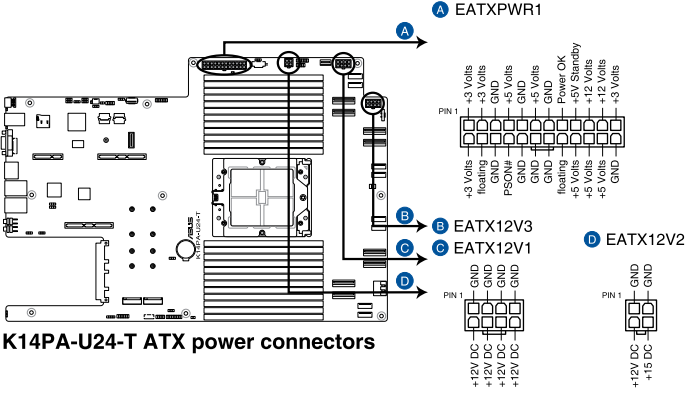 A EATXPWR1
A
+3 Volts
+3 Volts
GND
+5 Volts
GND
+5 Volts
GND
Power OK
+5V Standby
+12 Volts
+12 Volts
+3 Volts
PIN 1
+3 Volts
floating
GND
PSON#
GND
GND
GND
floating
+5 Volts
+5 Volts
+5 Volts
GND
ASUS
K14PA-U24-T
B
B EATX12V3
C
C EATX12V1
D
D EATX12V2
GND
GND
GND
GND
PIN 1
+12V DC
+12V DC
+12V DC
+12V DC
GND
GND
PIN 1
+12V DC
+15 DC
K14PA-U24-T ATX power connectors